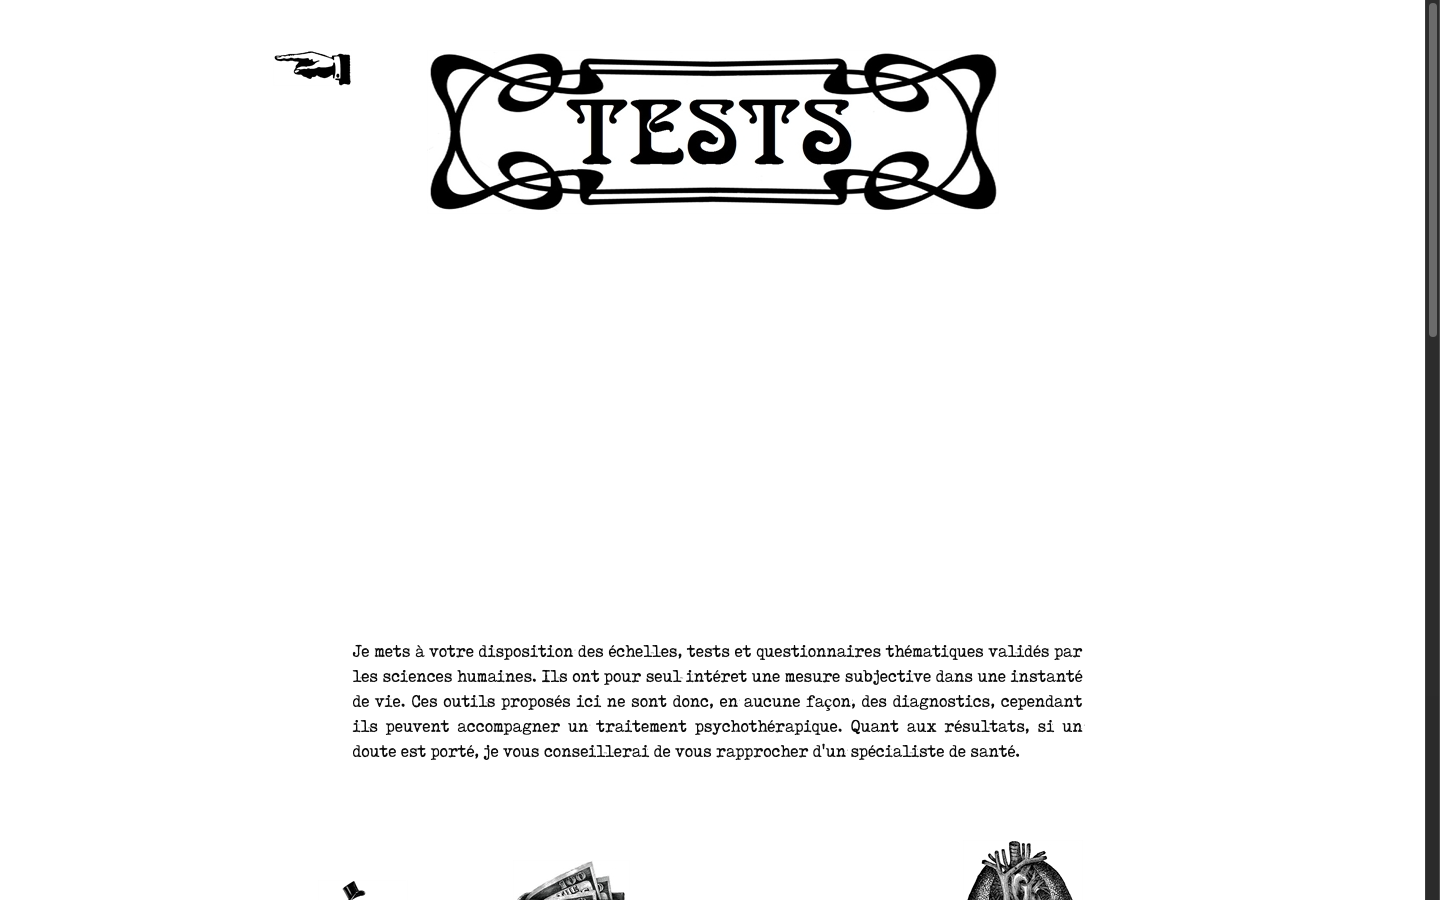 TESTS
Je mets à votre disposition des échelles, tests et questionnaires thématiques validés par
les sciences humaines. Ils ont pour seul intéret une mesure subjective dans une instanté
de vie. Ces outils proposés ici ne sont donc, en aucune façon, des diagnostics, cependant
ils peuvent accompagner un traitement psychothérapique. Quant aux résultats, si un
doute est porté, je vous conseillerai de vous rapprocher d'un spécialiste de santé.
100